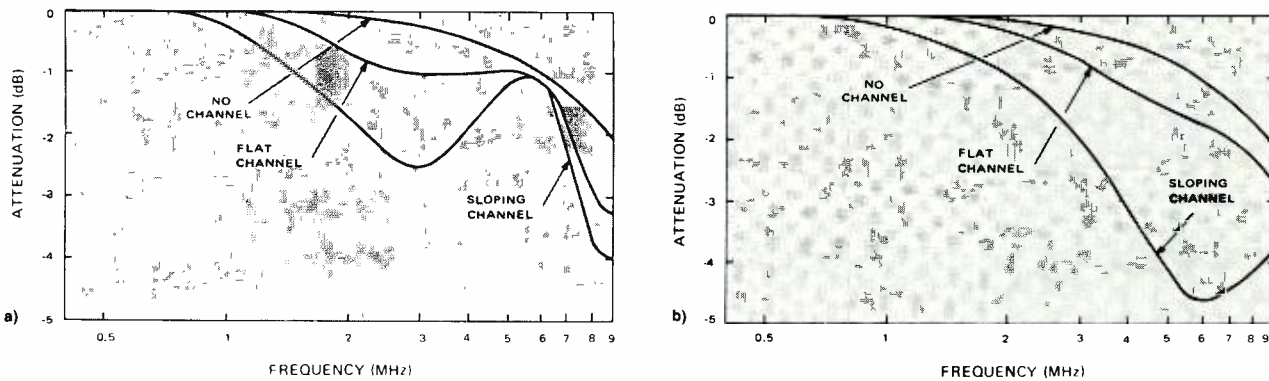 0
-1
-2
-3
-4
-5
ATTENUATION (dB)
NO
CHANNEL
FLAT
CHANNEL
SLOPING
CHANNEL
a)
0.5 1 2 3 4 5 6 7 8 9
FREQUENCY (MHz)
0
-1
-2
-3
-4
-5
ATTENUATION (dB)
NO
CHANNEL
FLAT
CHANNEL
SLOPING
CHANNEL
b)
0.5 1 2 3 4 5 6 7 8 9
FREQUENCY (MHz)